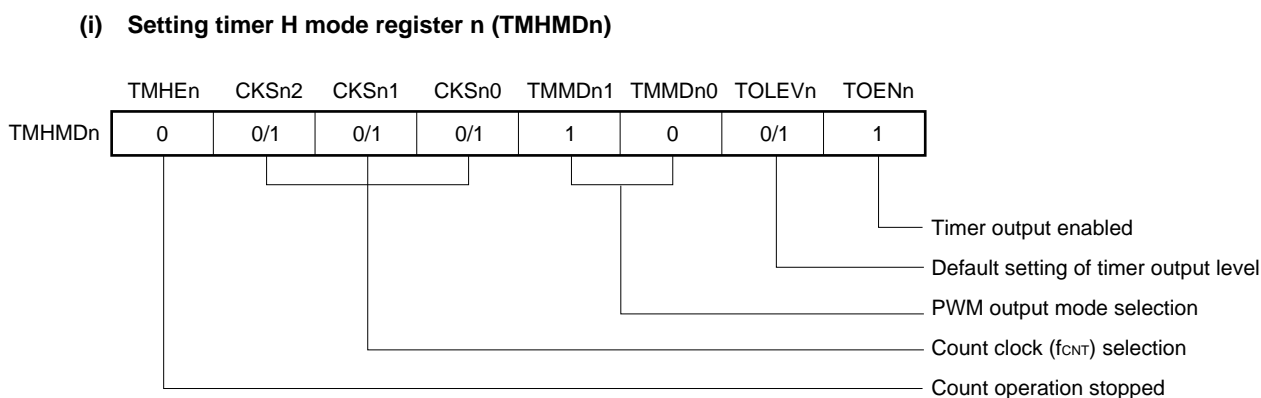 (i) Setting timer H mode register n (TMHMDn)
TMHEn CKSn2 CKSn1 CKSn0 TMMDn1 TMMDn0 TOLEVn TOENn
TMHMDn 0 0/1 0/1 0/1 1 0 0/1 1
Timer output enabled
Default setting of timer output level
PWM output mode selection
Count clock (fCNT) selection
Count operation stopped